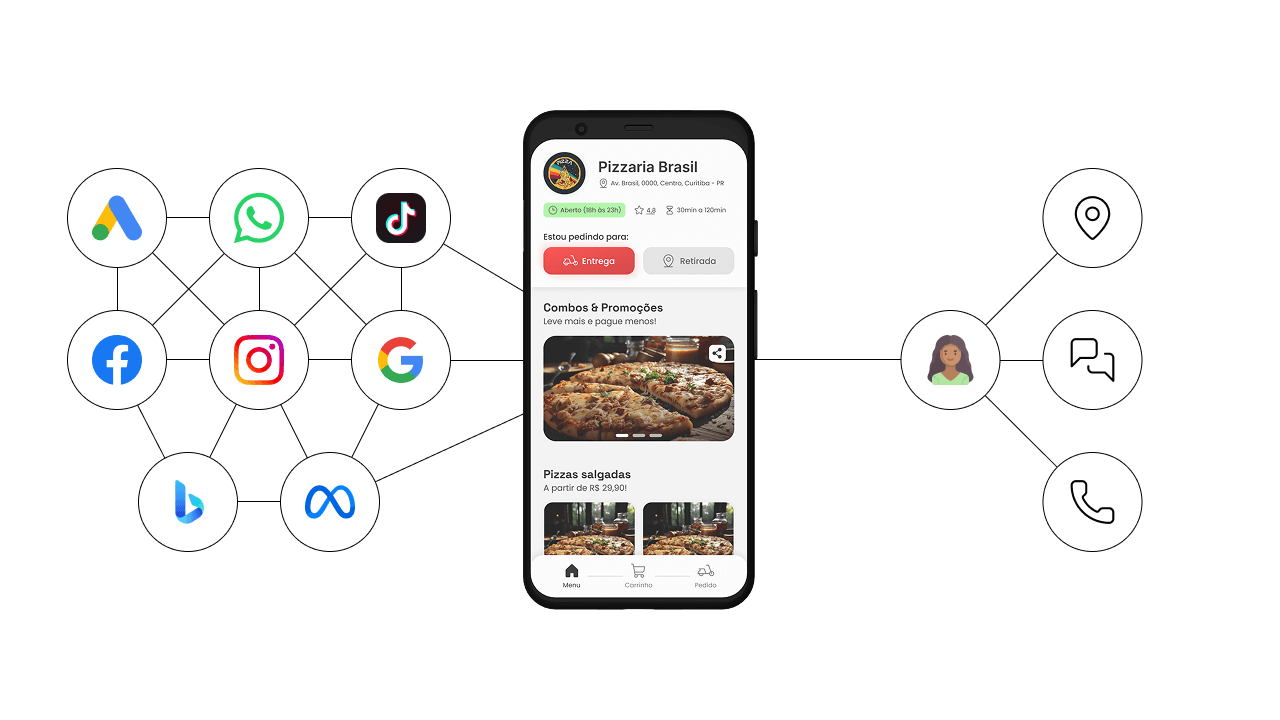 PIZZA
Pizzaria Brasil
Av. Brasil, 0000, Centro, Curitiba - PR
Aberto (18h às 23h)
4,8
30min a 120min
Estou pedindo para:
Entrega
Retirada
Combos & Promoções
Leve mais e pague menos!
Pizzas salgadas
A partir de R$ 29,90!
Menu
Carrinho
Pedido